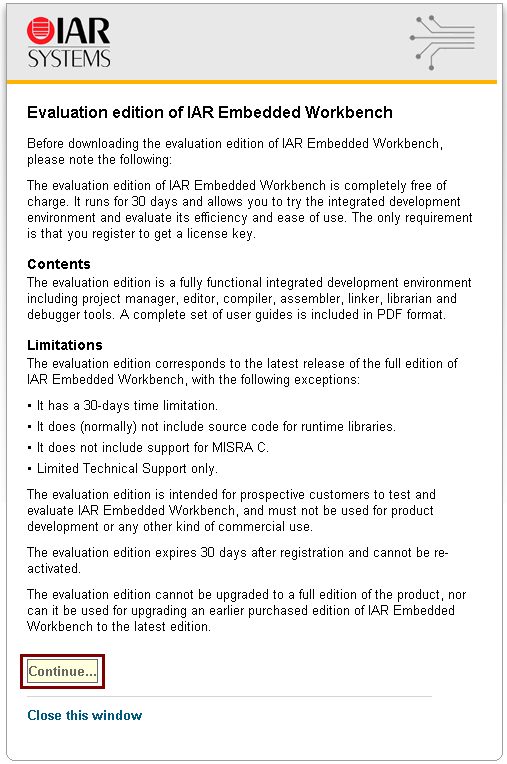 IAR
SYSTEMS
Evaluation edition of IAR Embedded Workbench
Before downloading the evaluation edition of IAR Embedded Workbench,
please note the following:
The evaluation edition of IAR Embedded Workbench is completely free of
charge. It runs for 30 days and allows you to try the integrated development
environment and evaluate its efficiency and ease of use. The only requirement
is that you register to get a license key.
Contents
The evaluation edition is a fully functional integrated development environment
including project manager, editor, compiler, assembler, linker, librarian and
debugger tools. A complete set of user guides is included in PDF format.
Limitations
The evaluation edition corresponds to the latest release of the full edition of
IAR Embedded Workbench, with the following exceptions:
• It has a 30-days time limitation.
• It does (normally) not include source code for runtime libraries.
• It does not include support for MISRA C.
• Limited Technical Support only.
The evaluation edition is intended for prospective customers to test and
evaluate IAR Embedded Workbench, and must not be used for product
development or any other kind of commercial use.
The evaluation edition expires 30 days after registration and cannot be re-
activated.
The evaluation edition cannot be upgraded to a full edition of the product, nor
can it be used for upgrading an earlier purchased edition of IAR Embedded
Workbench to the latest edition.
Continue...
Close this window